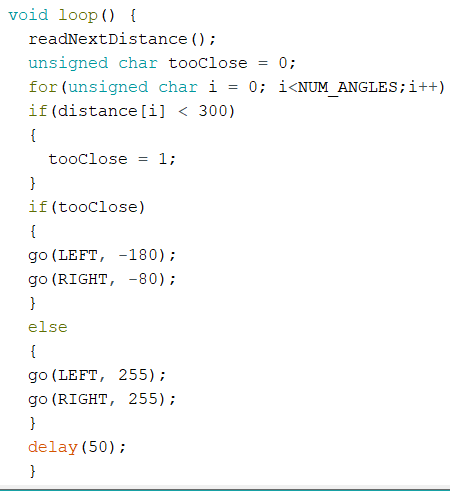 void loop() {
readNextDistance();
unsigned char tooClose = 0;
for(unsigned char i = 0; i<NUM_ANGLES;i++)
if(distance[i] < 300)
{
tooClose = 1;
}
if(tooClose)
{
go(LEFT, -180);
go(RIGHT, -80);
}
else
{
go(LEFT, 255);
go(RIGHT, 255);
}
delay(50);
}